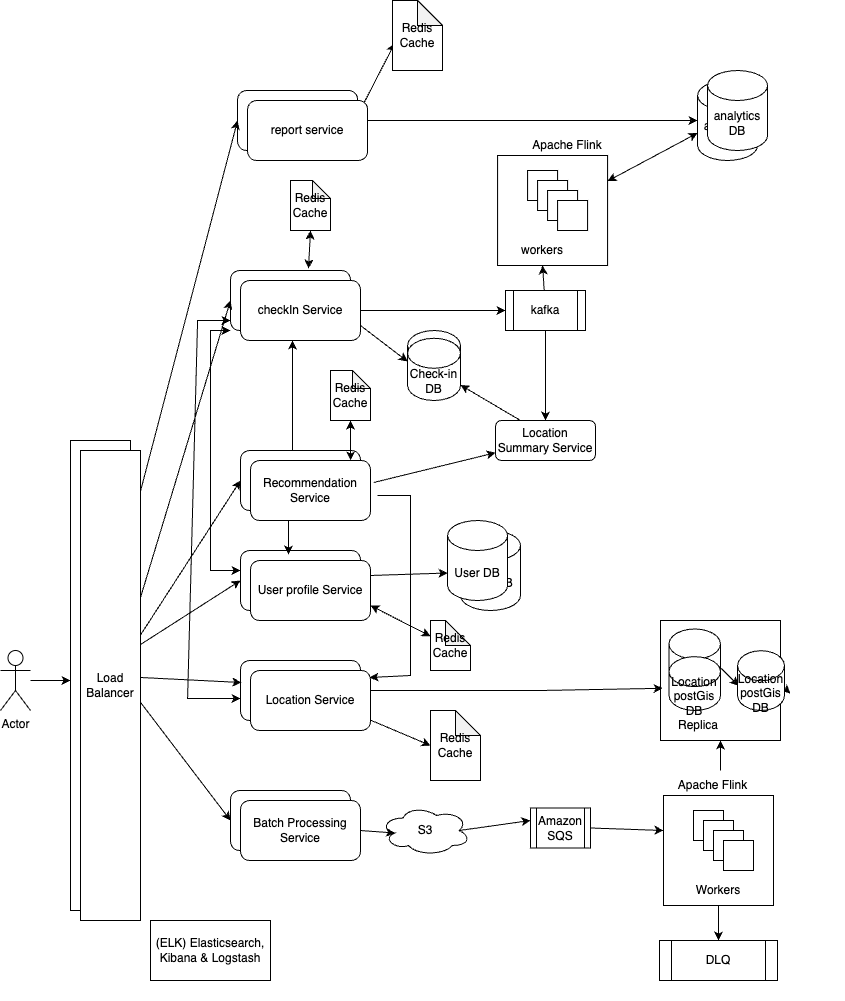 Redis
Cache
report service
analytics
DB
a
Apache Flink
workers
Redis
Cache
checkIn Service
kafka
Check-in
DB
Redis
Cache
Location
Summary Service
Recommendation
Service
User profile Service
User DB
B
Redis
Cache
Load
Balancer
Actor
Location Service
Location
postGis
DB
Replica
Location
postGis
DB
Redis
Cache
Apache Flink
Workers
Batch Processing
Service
S3
Amazon
SQS
DLQ
(ELK) Elasticsearch,
Kibana & Logstash